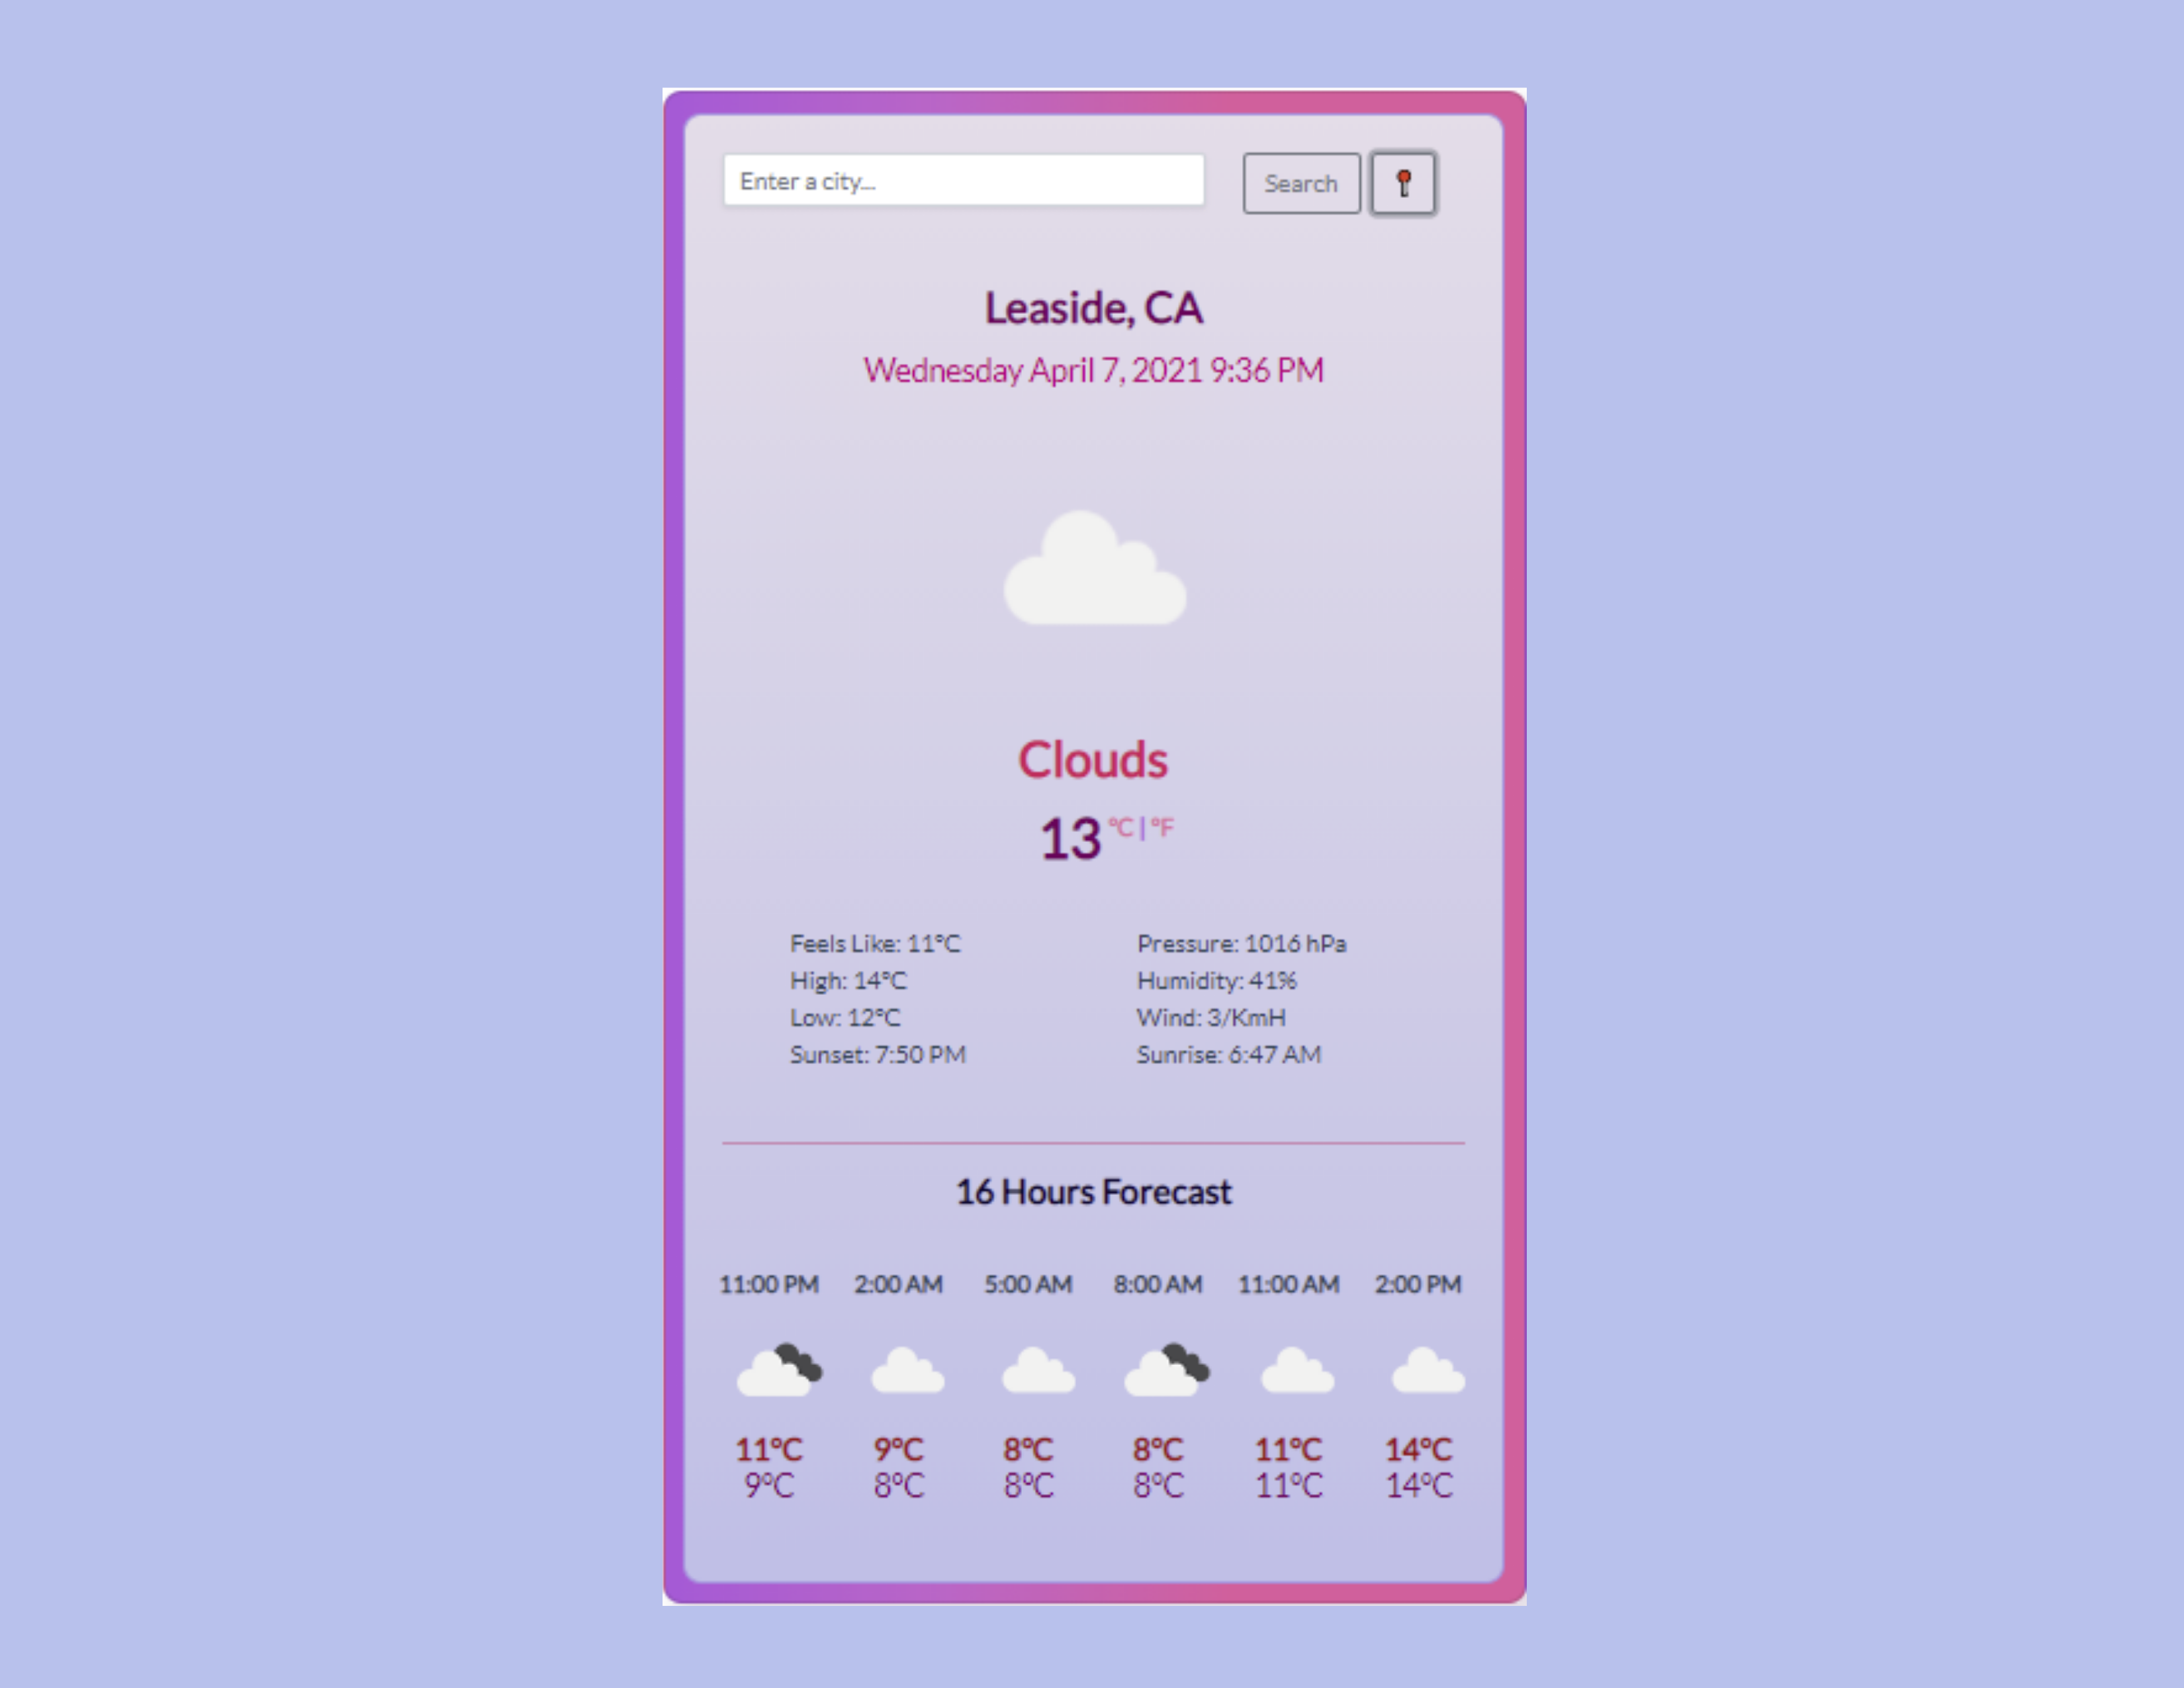 Enter a city...
Search
Leaside, CA
Wednesday April 7, 2021 9:36 PM
Clouds
13 °C | °F
Feels Like: 11°C
High: 14°C
Low: 12°C
Sunset: 7:50 PM
Pressure: 1016 hPa
Humidity: 41%
Wind: 3/KmH
Sunrise: 6:47 AM
16 Hours Forecast
11:00 PM 2:00 AM 5:00 AM 8:00 AM 11:00 AM 2:00 PM
11°C 9°C 8°C 8°C 11°C 14°C
9°C 8°C 8°C 8°C 11°C 14°C